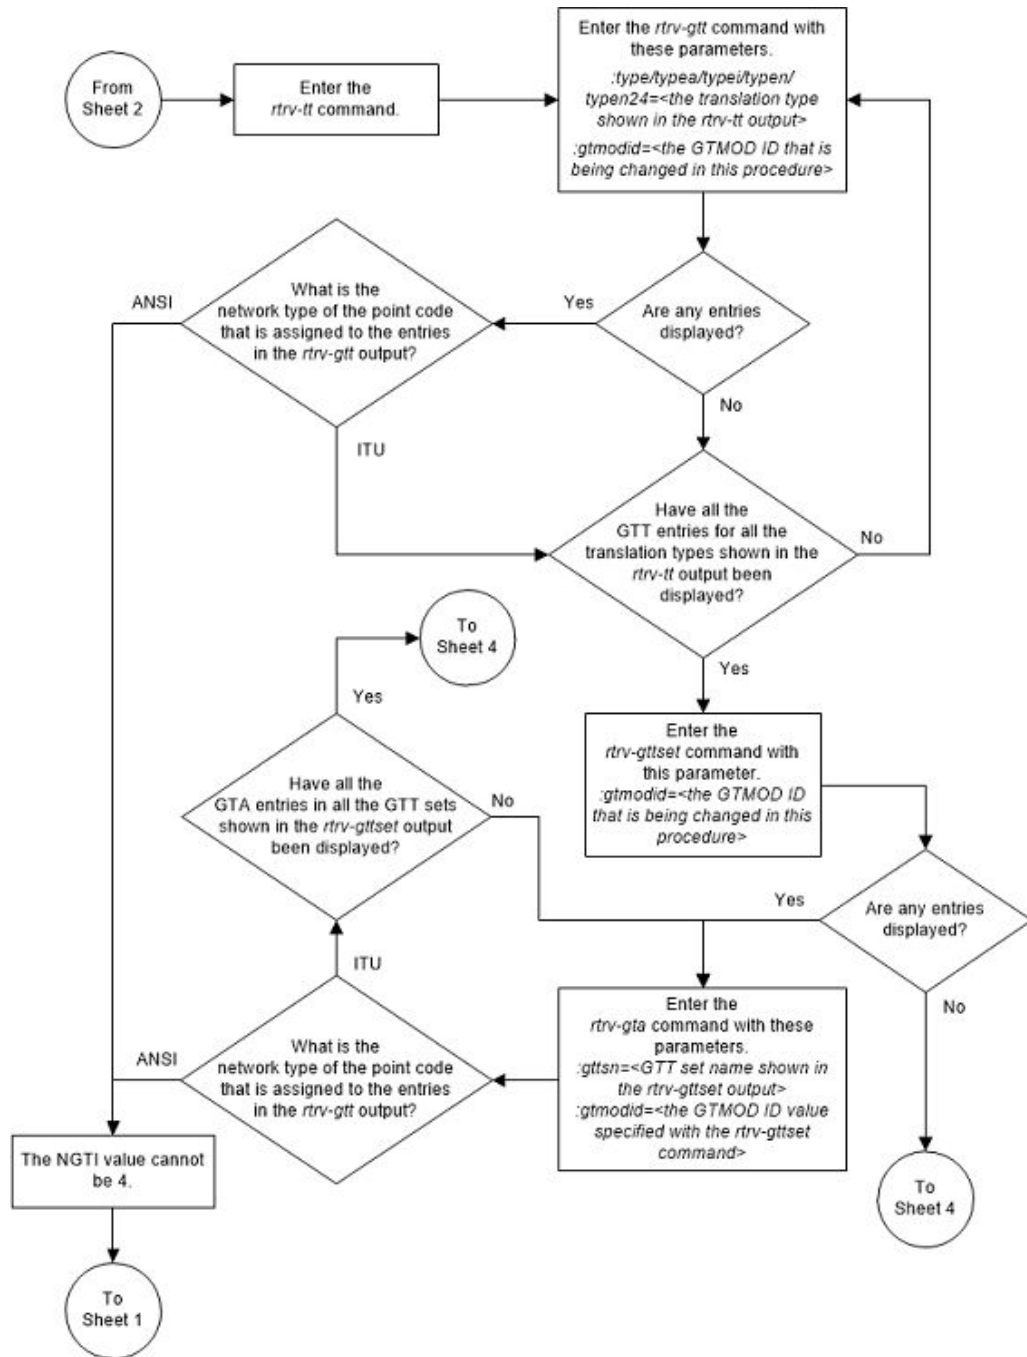 From
Sheet 2
Enter the
rtrv-tt command.
Enter the rtrv-gtt command with
these parameters.
:type/typea/typei/typen/
typen24=<the translation type
shown in the rtrv-tt output>
:gtmodid=<the GTMOD ID that is
being changed in this procedure>
ANSI
What is the
network type of the point code
that is assigned to the entries
in the rtrv-gtt output?
Yes
Are any entries
displayed?
No
ITU
Have all the
GTT entries for all the
translation types shown in the
rtrv-tt output been
displayed?
No
To
Sheet 4
Yes
Yes
Enter the
rtrv-gttset command with
this parameter.
:gtmodid=<the GTMOD ID
that is being changed in this
procedure>
Have all the
GTA entries in all the GTT sets
shown in the rtrv-gttset output
been displayed?
No
Yes
Are any entries
displayed?
ITU
No
ANSI
What is the
network type of the point code
that is assigned to the entries
in the rtrv-gtt output?
Enter the
rtrv-gta command with these
parameters.
:gttsn=<GTT set name shown in
the rtrv-gttset output>
:gtmodid=<the GTMOD ID value
specified with the rtrv-gttset
command>
The NGTI value cannot
be 4.
To
Sheet 4
To
Sheet 1